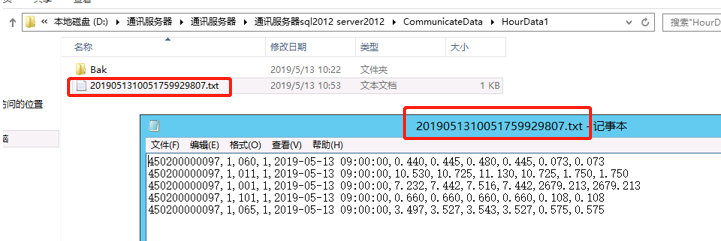 « 本地磁盘 (D:) › 通讯服务器 › 通讯服务器 › 通讯服务器sql2012 server2012 › CommunicateData › HourData1
搜索"HourD
名称 修改日期 类型 大小
Bak 2019/5/13 10:22 文件夹
2019051310051759929807.txt 2019/5/13 10:53 文本文档 1 KB
访问的位置
2019051310051759929807.txt - 记事本
文件(F) 编辑(E) 格式(O) 查看(V) 帮助(H)
450200000097,1,060,1,2019-05-13 09:00:00,0.440,0.445,0.480,0.445,0.073,0.073
450200000097,1,011,1,2019-05-13 09:00:00,10.530,10.725,11.130,10.725,1.750,1.750
450200000097,1,001,1,2019-05-13 09:00:00,7.232,7.442,7.516,7.442,2679.213,2679.213
450200000097,1,101,1,2019-05-13 09:00:00,0.660,0.660,0.660,0.660,0.108,0.108
450200000097,1,065,1,2019-05-13 09:00:00,3.497,3.527,3.543,3.527,0.575,0.575